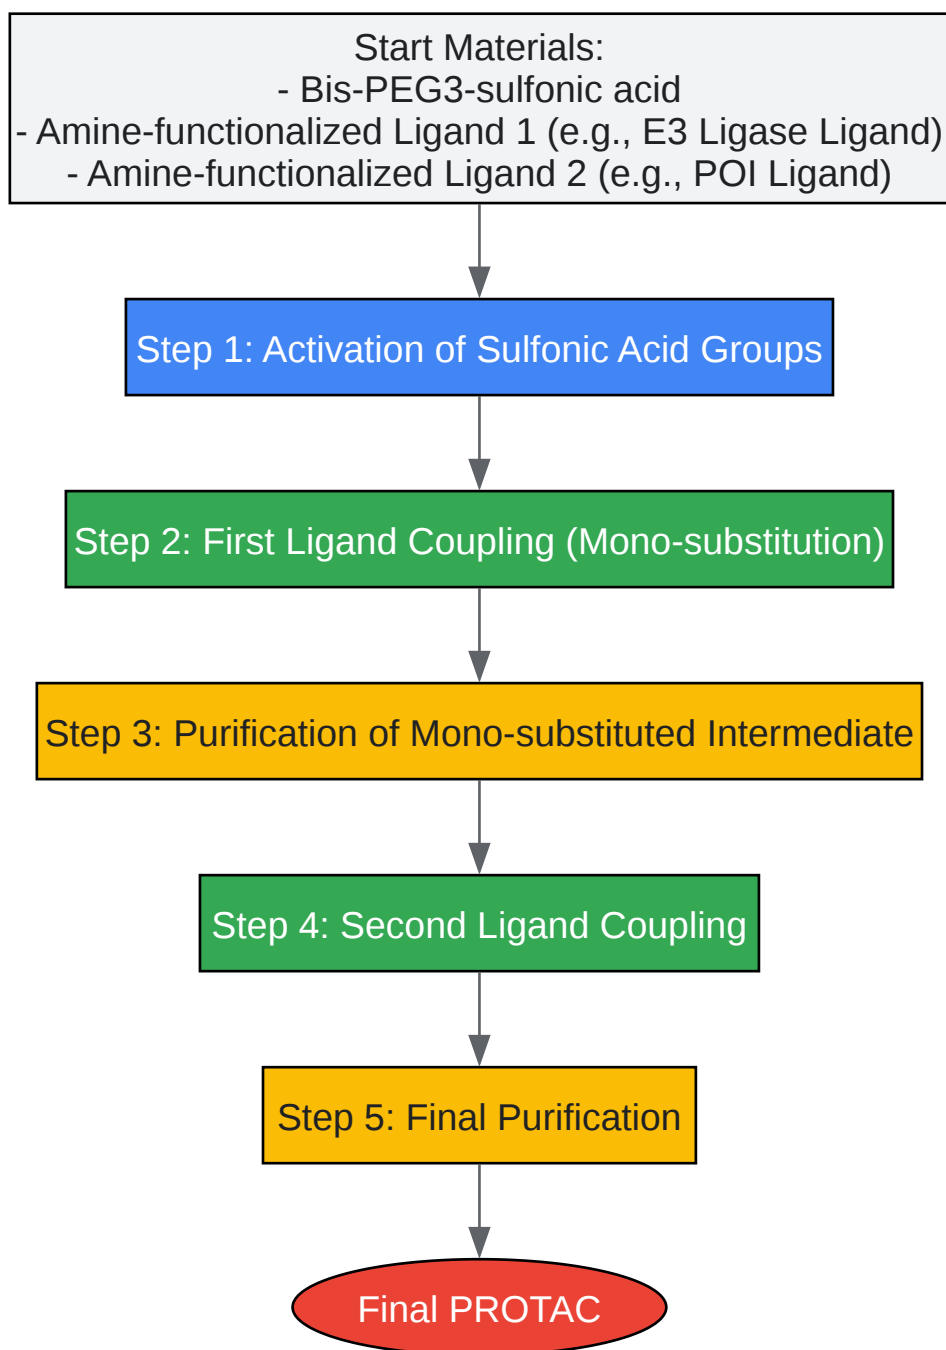 Start Materials:
- Bis-PEG3-sulfonic acid
- Amine-functionalized Ligand 1 (e.g., E3 Ligase Ligand)
- Amine-functionalized Ligand 2 (e.g., POI Ligand)
Step 1: Activation of Sulfonic Acid Groups
Step 2: First Ligand Coupling (Mono-substitution)
Step 3: Purification of Mono-substituted Intermediate
Step 4: Second Ligand Coupling
Step 5: Final Purification
Final PROTAC